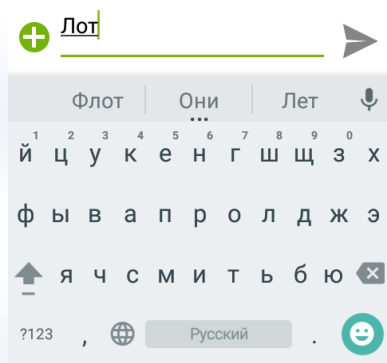 Лот
Флот Они Лет
1 2 3 4 5 6 7 8 9 0
й ц у к е н г ш щ з х
ф ы в а п р о л д ж э
я ч с м и т ь б ю
?123 , Русский .